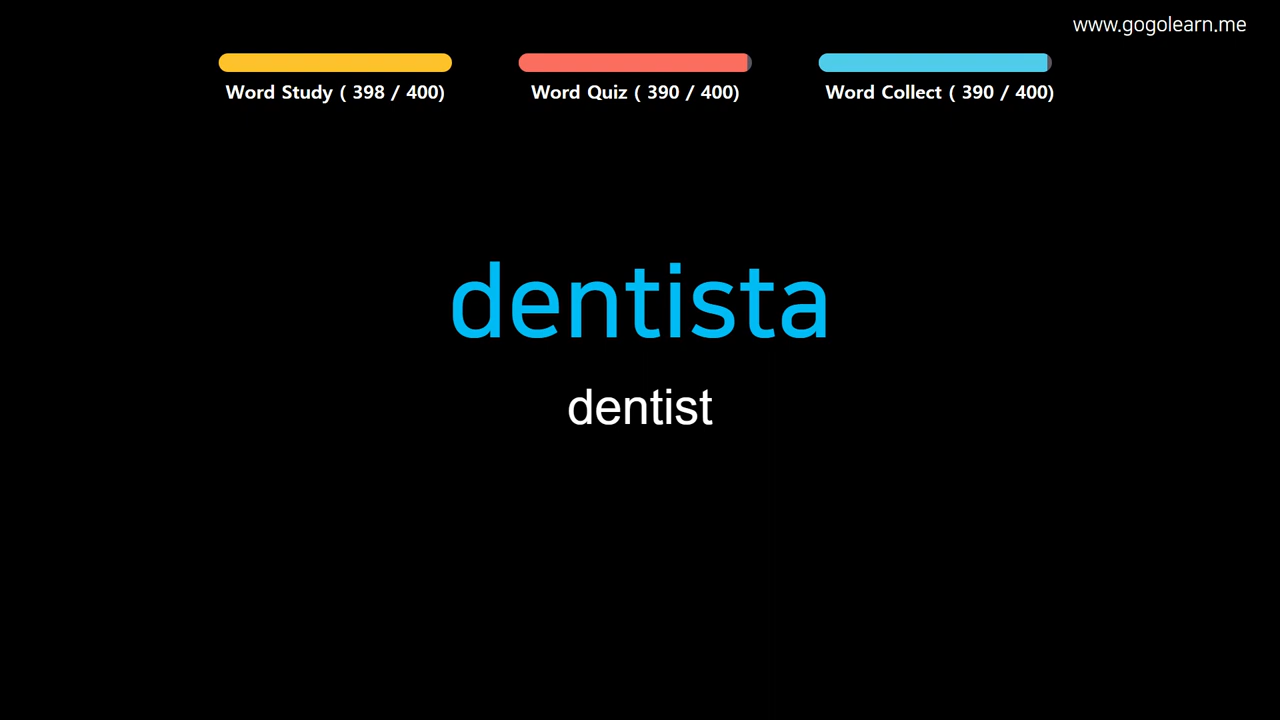 www.gogolearn.me
Word Study ( 398 / 400)
Word Quiz ( 390 / 400)
Word Collect ( 390 / 400)
dentista
dentist